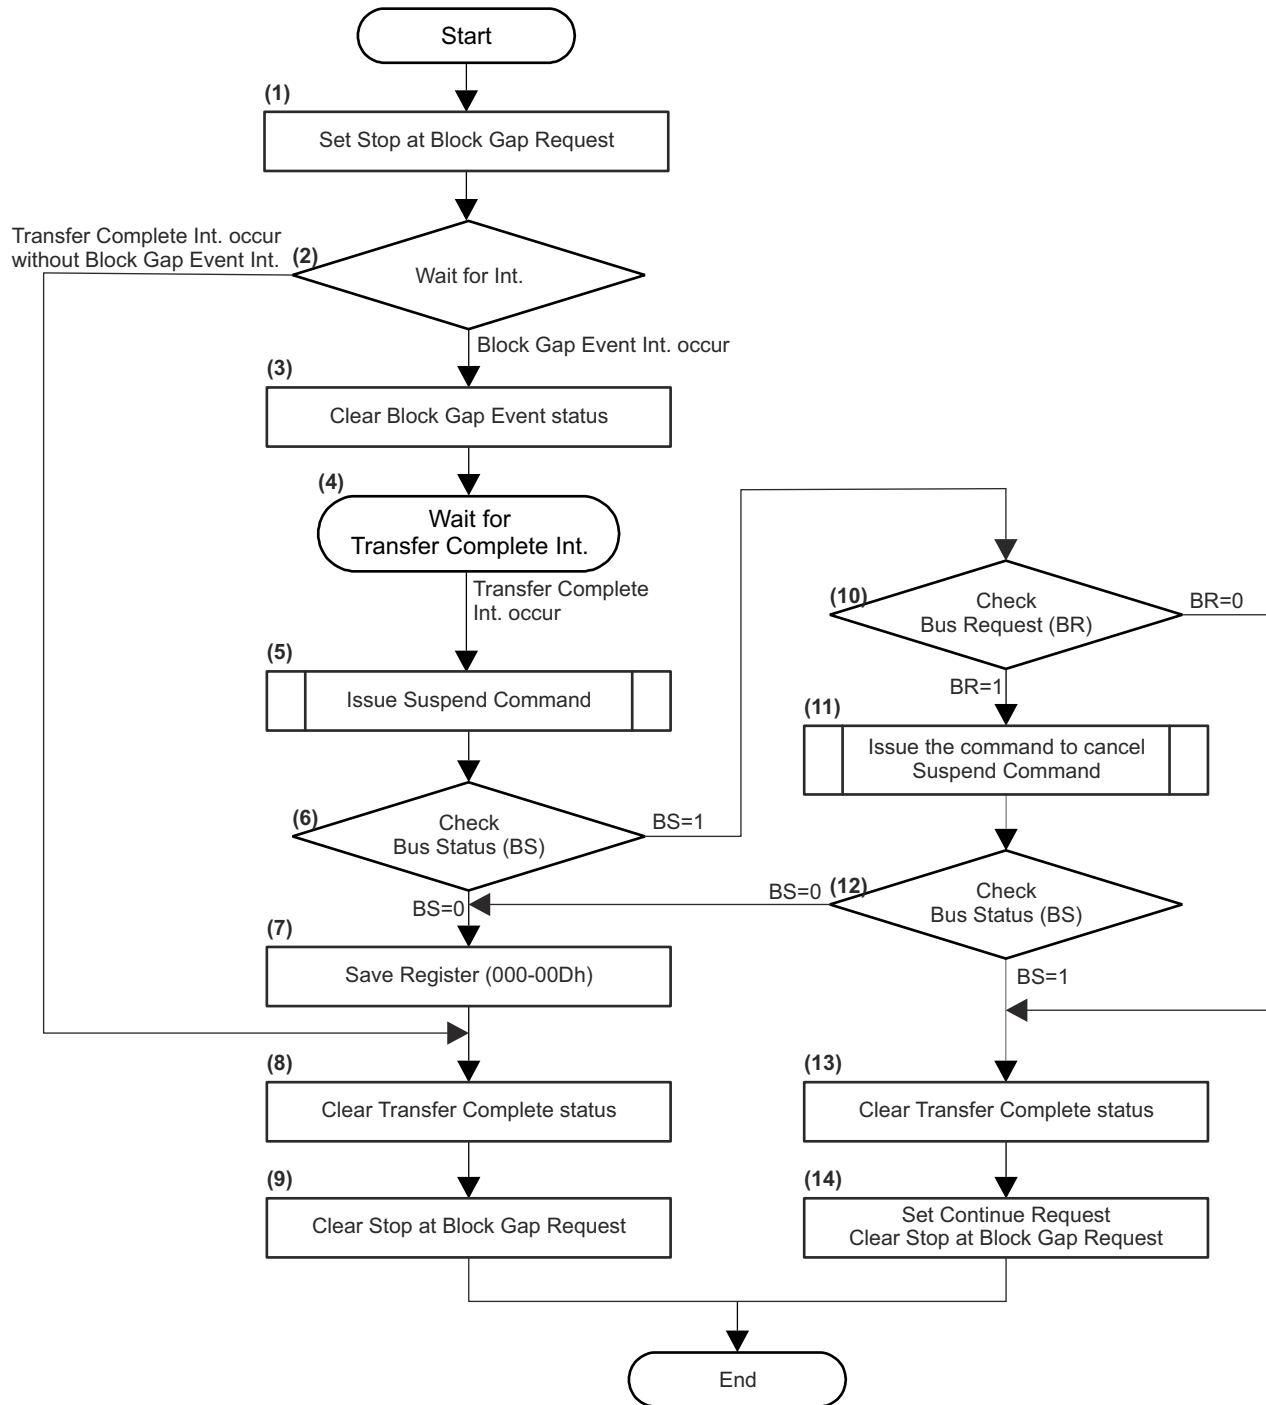 Start
(1)
Set Stop at Block Gap Request
Transfer Complete Int. occur
without Block Gap Event Int.
(2)
Wait for Int.
Block Gap Event Int. occur
(3)
Clear Block Gap Event status
(4)
Wait for
Transfer Complete Int.
Transfer Complete
Int. occur
(5)
Issue Suspend Command
(6)
Check
Bus Status (BS)
BS=1
BS=0
(7)
Save Register (000-00Dh)
(8)
Clear Transfer Complete status
(9)
Clear Stop at Block Gap Request
(10)
Check
Bus Request (BR)
BR=0
BR=1
(11)
Issue the command to cancel
Suspend Command
BS=0
(12)
Check
Bus Status (BS)
BS=1
(13)
Clear Transfer Complete status
(14)
Set Continue Request
Clear Stop at Block Gap Request
End